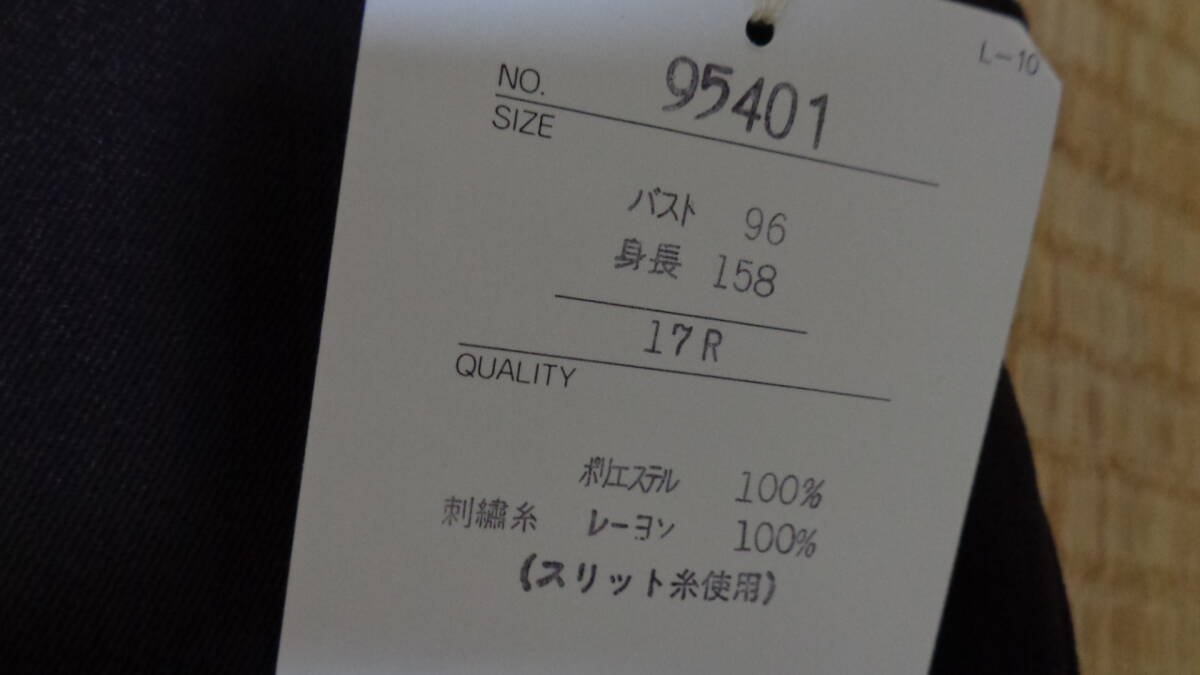 L-10
NO. 95401
SIZE
バスト 96
身長 158
17R
QUALITY
ポリエステル 100%
刺繍糸 レーヨン 100%
(スリット糸使用)